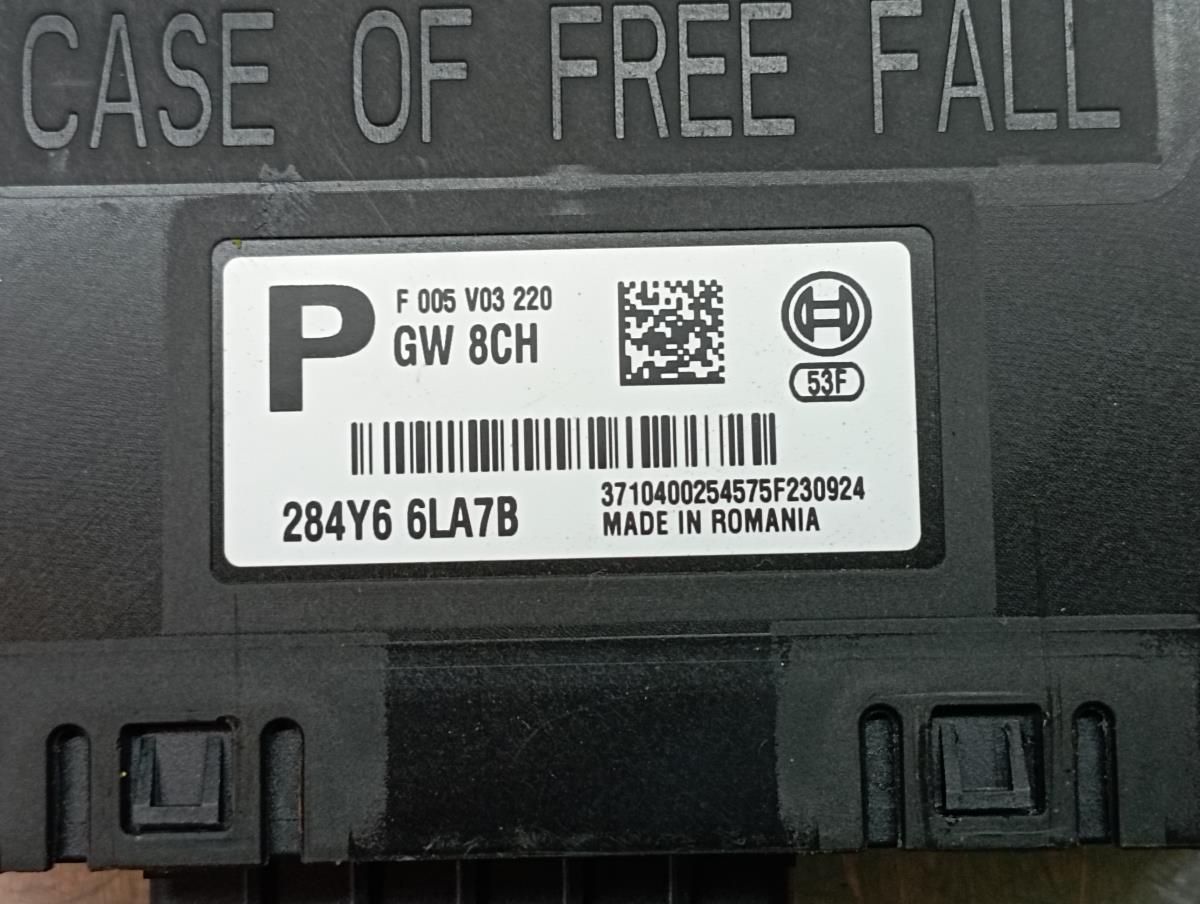 CASE OF FREE FALL
P
F 005 V03 220
GW 8CH
53F
284Y6 6LA7B
3710400254575F230924
MADE IN ROMANIA